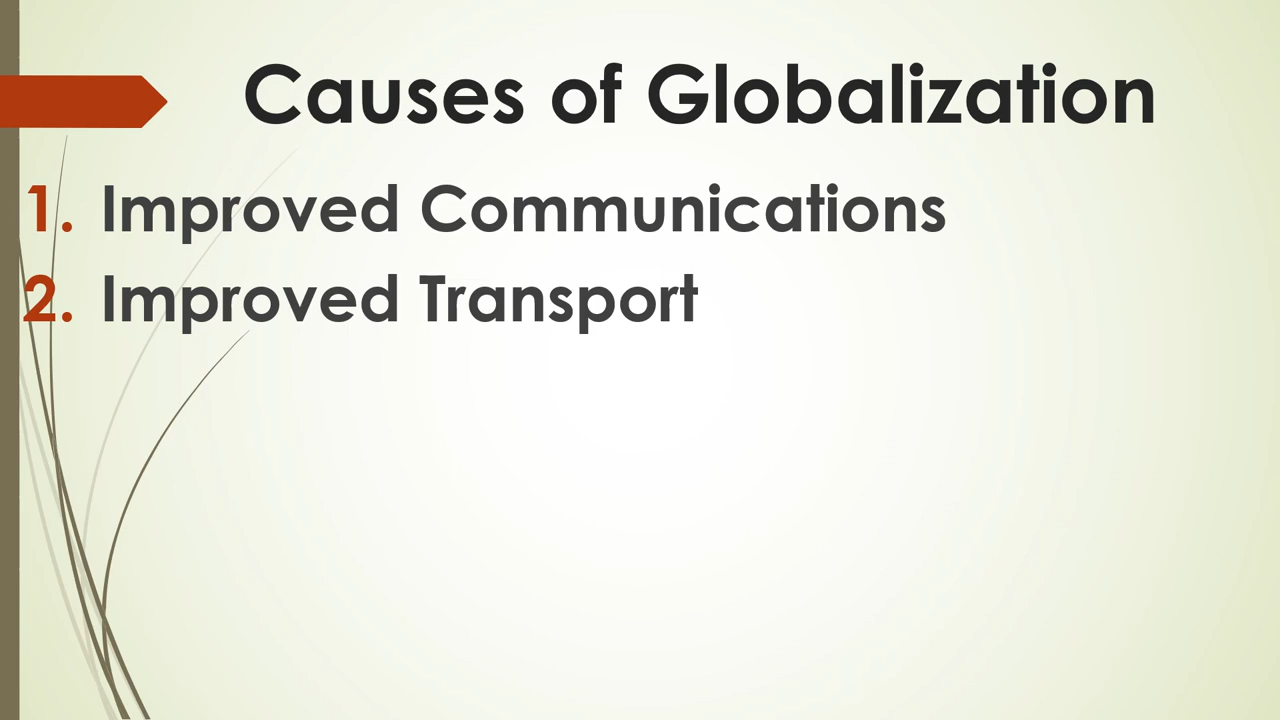 Causes of Globalization
1. Improved Communications
2. Improved Transport